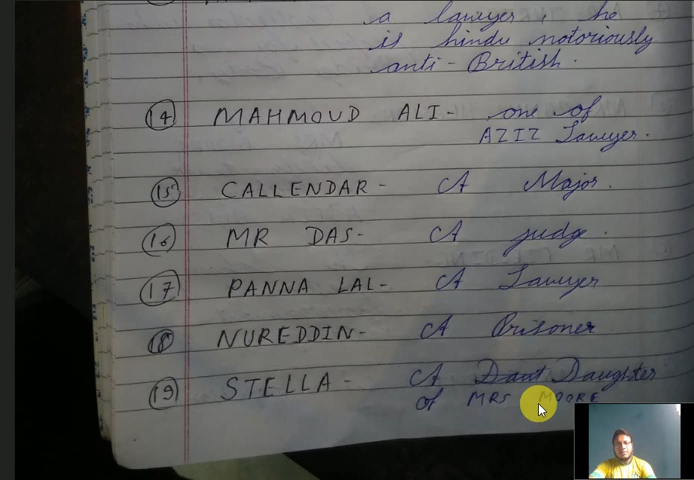 a lawyer, he
is hindu notoriously
anti-British.
14 MAHMOUD ALI- one of
AZIZ Lawyer.
15 CALLENDAR- A Major.
16 MR DAS- A judge.
17 PANNA LAL- A Lawyer
18 NUREDDIN- A Prisoner
19 STELLA- A Daughter
of MRS MOORE